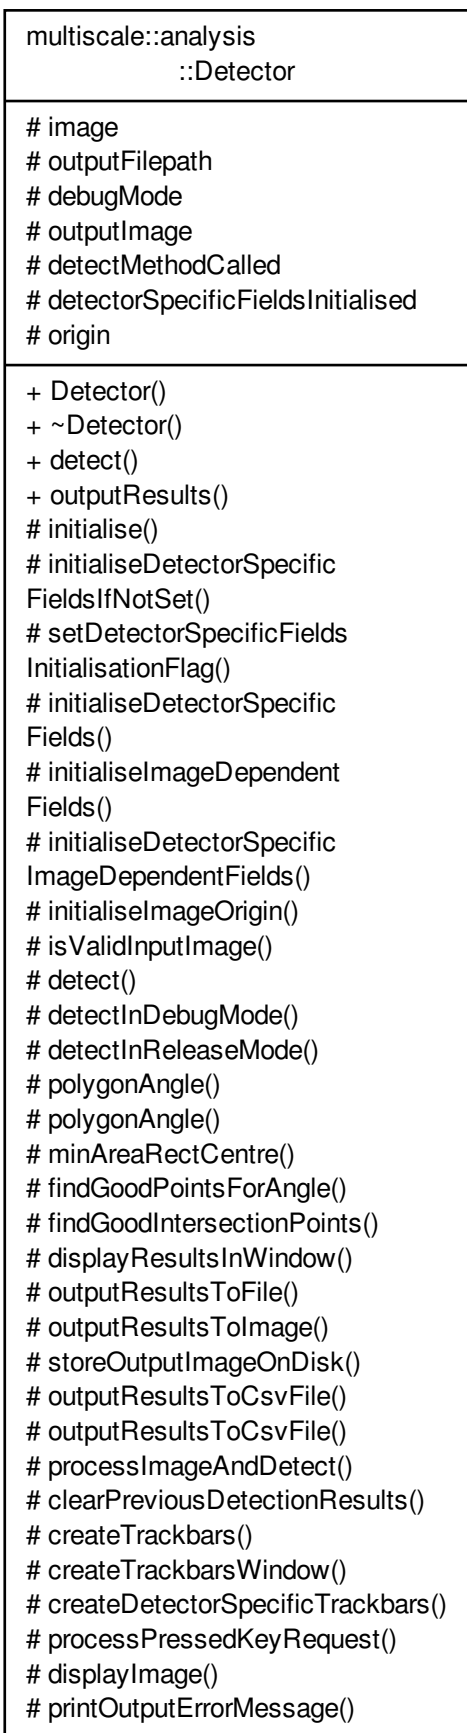 multiscale::analysis
::Detector
# image
# outputFilepath
# debugMode
# outputImage
# detectMethodCalled
# detectorSpecificFieldsInitialised
# origin
+ Detector()
+ ~Detector()
+ detect()
+ outputResults()
# initialise()
# initialiseDetectorSpecific
FieldsIfNotSet()
# setDetectorSpecificFields
InitialisationFlag()
# initialiseDetectorSpecific
Fields()
# initialiseImageDependent
Fields()
# initialiseDetectorSpecific
ImageDependentFields()
# initialiseImageOrigin()
# isValidInputImage()
# detect()
# detectInDebugMode()
# detectInReleaseMode()
# polygonAngle()
# polygonAngle()
# minAreaRectCentre()
# findGoodPointsForAngle()
# findGoodIntersectionPoints()
# displayResultsInWindow()
# outputResultsToFile()
# outputResultsToImage()
# storeOutputImageOnDisk()
# outputResultsToCsvFile()
# outputResultsToCsvFile()
# processImageAndDetect()
# clearPreviousDetectionResults()
# createTrackbars()
# createTrackbarsWindow()
# createDetectorSpecificTrackbars()
# processPressedKeyRequest()
# displayImage()
# printOutputErrorMessage()